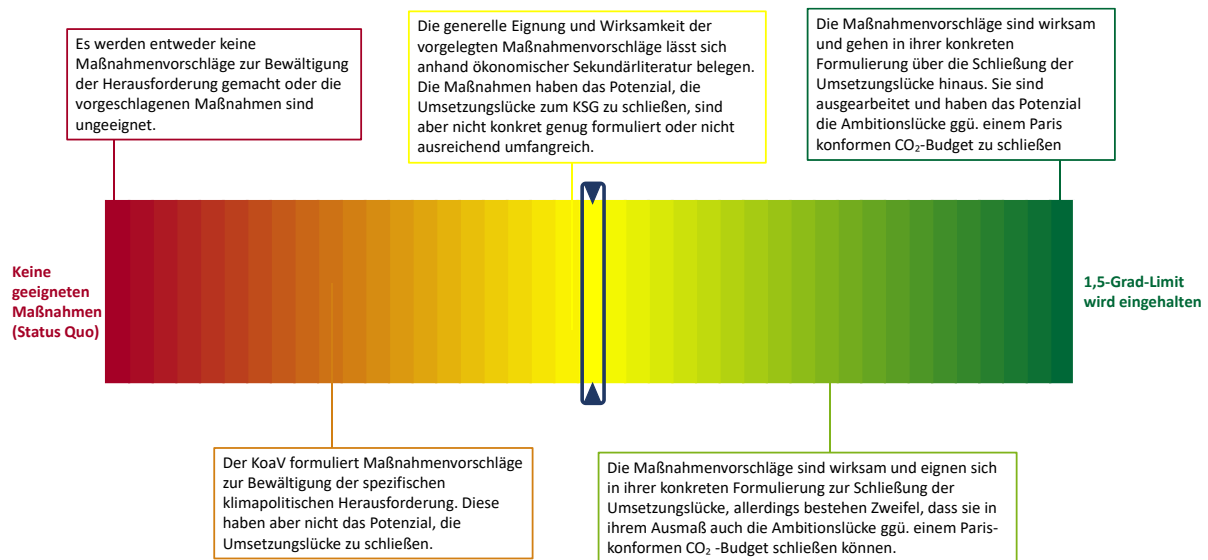 Es werden entweder keine
Maßnahmenvorschläge zur Bewältigung
der Herausforderung gemacht oder die
vorgeschlagenen Maßnahmen sind
ungeeignet.
Die generelle Eignung und Wirksamkeit der
vorgelegten Maßnahmenvorschläge lässt sich
anhand ökonomischer Sekundärliteratur belegen.
Die Maßnahmen haben das Potenzial, die
Umsetzungslücke zum KSG zu schließen, sind
aber nicht konkret genug formuliert oder nicht
ausreichend umfangreich.
Die Maßnahmenvorschläge sind wirksam
und gehen in ihrer konkreten
Formulierung über die Schließung der
Umsetzungslücke hinaus. Sie sind
ausgearbeitet und haben das Potenzial
die Ambitionslücke ggü. einem Paris
konformen CO₂-Budget zu schließen
Keine
geeigneten
Maßnahmen
(Status Quo)
1,5-Grad-Limit
wird eingehalten
Der KoaV formuliert Maßnahmenvorschläge
zur Bewältigung der spezifischen
klimapolitischen Herausforderung. Diese
haben aber nicht das Potenzial, die
Umsetzungslücke zu schließen.
Die Maßnahmenvorschläge sind wirksam und eignen sich
in ihrer konkreten Formulierung zur Schließung der
Umsetzungslücke, allerdings bestehen Zweifel, dass sie in
ihrem Ausmaß auch die Ambitionslücke ggü. einem Paris-
konformen CO₂ -Budget schließen können.